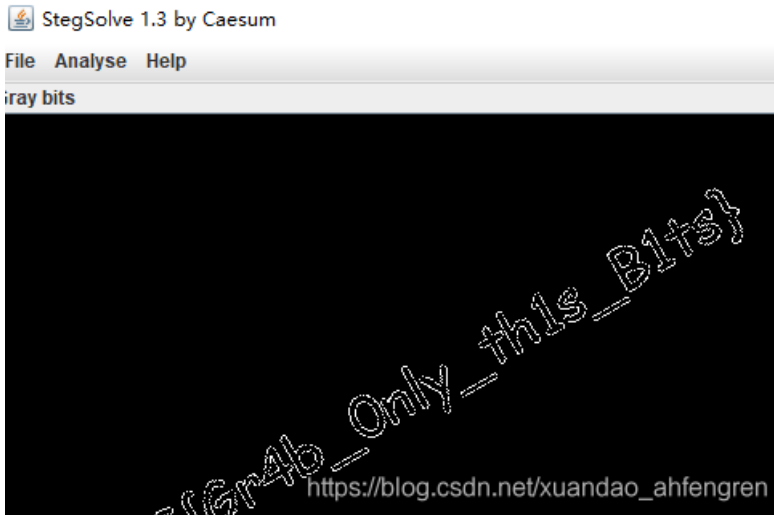 StegSolve 1.3 by Caesum
File Analyse Help
Gray bits
{Gr4b_Only_th1s_B1ts}
https://blog.csdn.net/xuandao_ahfengren